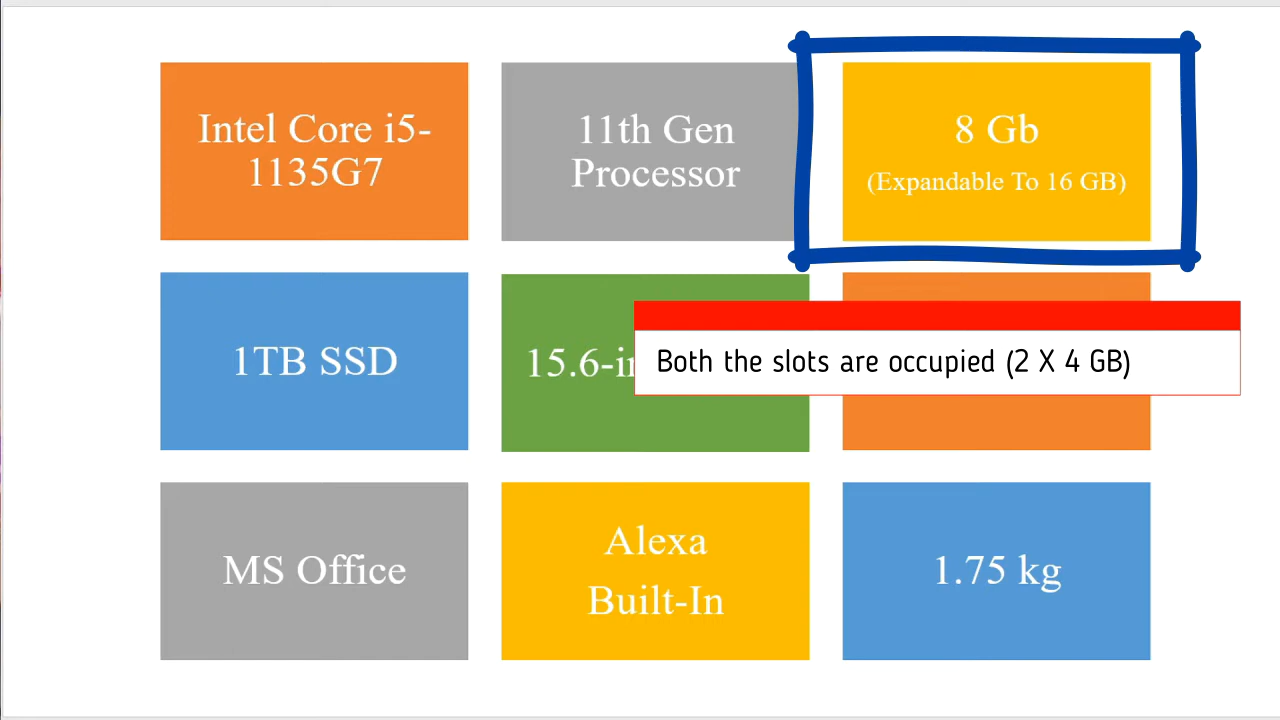 Intel Core i5-
1135G7
11th Gen
Processor
8 Gb
(Expandable To 16 GB)
1TB SSD
15.6-i
Both the slots are occupied (2 X 4 GB)
MS Office
Alexa
Built-In
1.75 kg